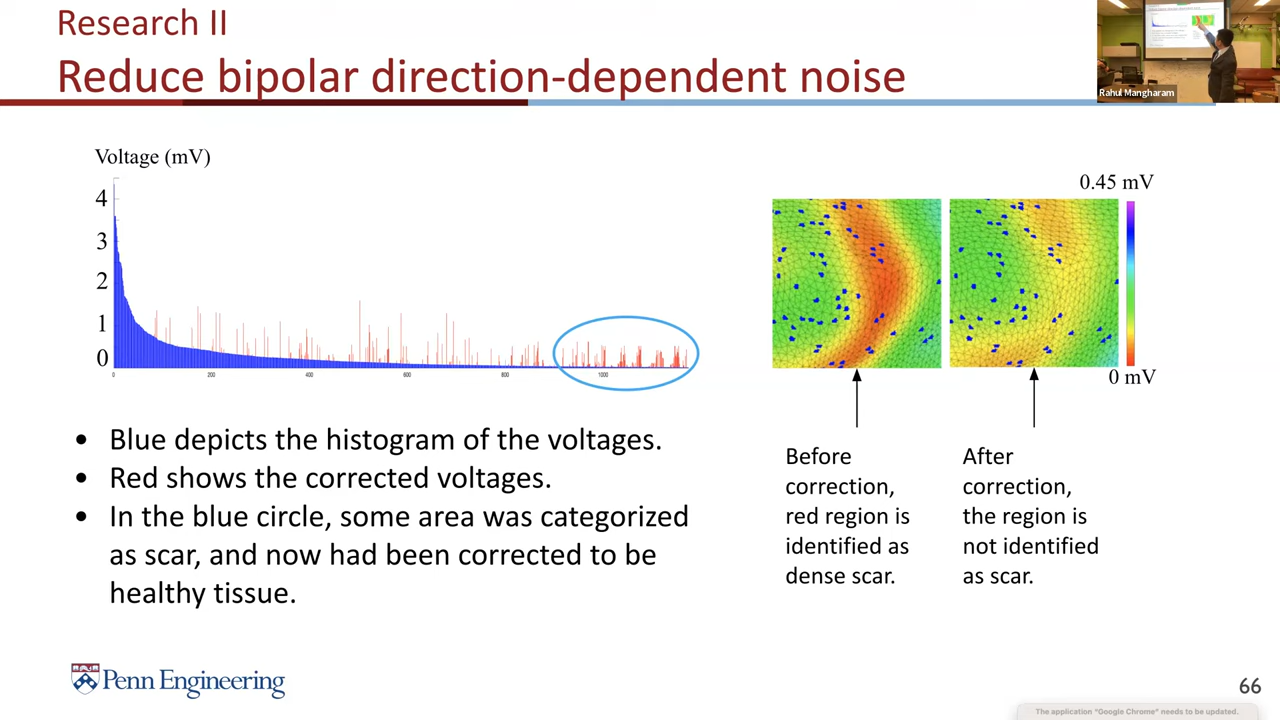 Research II
Reduce bipolar direction-dependent noise
Rahul Mangharam
Voltage (mV)
4
3
2
1
0
0
200
400
600
800
1000
0.45 mV
0 mV
• Blue depicts the histogram of the voltages.
• Red shows the corrected voltages.
• In the blue circle, some area was categorized
as scar, and now had been corrected to be
healthy tissue.
Before
correction,
red region is
identified as
dense scar.
After
correction,
the region is
not identified
as scar.
Penn Engineering
66
The application "Google Chrome" needs to be updated.